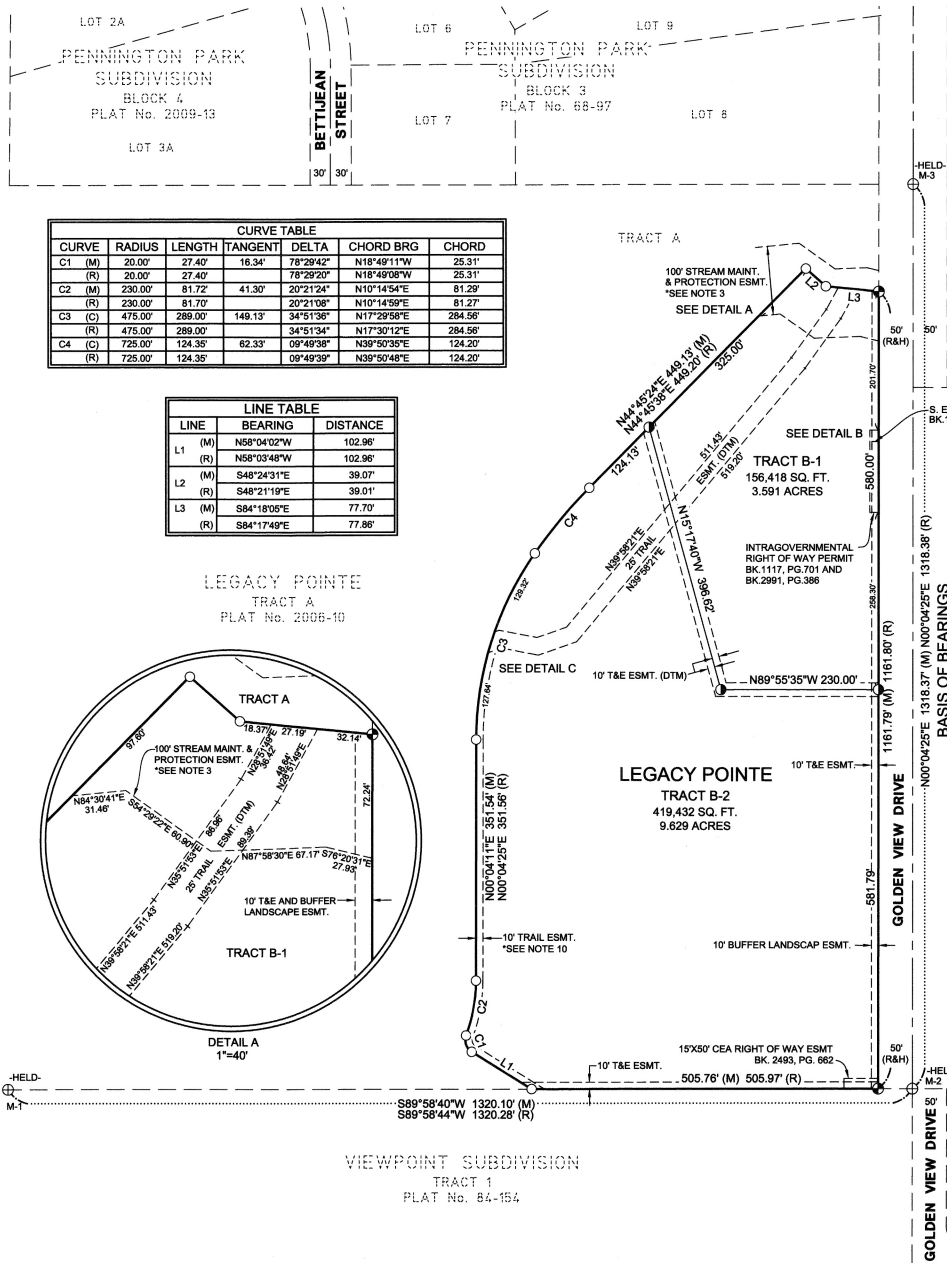 LOT 2A
PENNINGTON PARK
SUBDIVISION
BLOCK 4
PLAT No. 2009-13
LOT 3A
BETTIJEAN
STREET
30' 30'
LOT 6
LOT 9
PENNINGTON PARK
SUBDIVISION
BLOCK 3
PLAT No. 68-97
LOT 7
LOT 8
-HELD-
M-3
CURVE TABLE
CURVE RADIUS LENGTH TANGENT DELTA CHORD BRG CHORD
C1 (M) 20.00' 27.40' 16.34' 78°29'42" N18°49'11"W 25.31'
(R) 20.00' 27.40' 78°29'20" N18°49'08"W 25.31'
C2 (M) 230.00' 81.72' 41.30' 20°21'24" N10°14'54"E 81.29'
(R) 230.00' 81.70' 20°21'08" N10°14'59"E 81.27'
C3 (C) 475.00' 289.00' 149.13' 34°51'36" N17°29'58"E 284.56'
(R) 475.00' 289.00' 34°51'34" N17°30'12"E 284.56'
C4 (C) 725.00' 124.35' 62.33' 09°49'38" N39°50'35"E 124.20'
(R) 725.00' 124.35' 09°49'39" N39°50'48"E 124.20'
LINE TABLE
LINE BEARING DISTANCE
L1 (M) N58°04'02"W 102.96'
(R) N58°03'48"W 102.96'
L2 (M) S48°24'31"E 39.07'
(R) S48°21'19"E 39.01'
L3 (M) S84°18'05"E 77.70'
(R) S84°17'49"E 77.86'
TRACT A
100' STREAM MAINT.
& PROTECTION ESMT.
*SEE NOTE 3
SEE DETAIL A
L2
L3
50'
(R&H)
50'
N44°45'24"E 449.13' (M)
N44°45'38"E 449.20' (R)
325.00'
124.13'
201.70'
S. E
BK.
SEE DETAIL B
TRACT B-1
156,418 SQ. FT.
3.591 ACRES
580.00'
511.43'
ESMT. (DTM)
519.20'
N39°58'21"E
25' TRAIL
N39°58'21"E
N15°17'40"W 396.62'
INTRAGOVERNMENTAL
RIGHT OF WAY PERMIT
BK.1117, PG.701 AND
BK.2991, PG.386
258.30'
C4
129.32'
C3
SEE DETAIL C
127.64'
10' T&E ESMT. (DTM)
N89°55'35"W 230.00'
1161.79' (M) 1161.80' (R)
N00°04'25"E 1318.37' (M) N00°04'25"E 1318.38' (R)
BASIS OF BEARINGS
LEGACY POINTE
TRACT A
PLAT No. 2006-10
TRACT A
18.37'
27.19'
32.14'
97.60'
100' STREAM MAINT. &
PROTECTION ESMT.
*SEE NOTE 3
N28°51'49"E
36.42'
48.64'
N28°51'49"E
72.24'
N84°30'41"E
31.46'
S54°29'22"E 60.90'
86.96'
ESMT. (DTM)
89.39'
N35°51'53"E
25' TRAIL
N35°51'53"E
N87°58'30"E 67.17'
S76°20'31"E
27.93'
10' T&E AND BUFFER
LANDSCAPE ESMT.
N39°58'21"E 511.43'
N39°58'21"E 519.20'
TRACT B-1
DETAIL A
1"=40'
LEGACY POINTE
TRACT B-2
419,432 SQ. FT.
9.629 ACRES
10' T&E ESMT.
GOLDEN VIEW DRIVE
581.79'
N00°04'11"E 351.54' (M)
N00°04'25"E 351.56' (R)
10' TRAIL ESMT.
*SEE NOTE 10
10' BUFFER LANDSCAP ESMT.
C2
C1
L1
10' T&E ESMT.
15'X50' CEA RIGHT OF WAY ESMT
BK. 2493, PG. 662
505.76' (M) 505.97' (R)
50'
(R&H)
-HELD-
M-1
S89°58'40"W 1320.10' (M)
S89°58'44"W 1320.28' (R)
-HEL
M-2
50'
GOLDEN VIEW DRIVE
VIEWPOINT SUBDIVISION
TRACT 1
PLAT No. 84-154